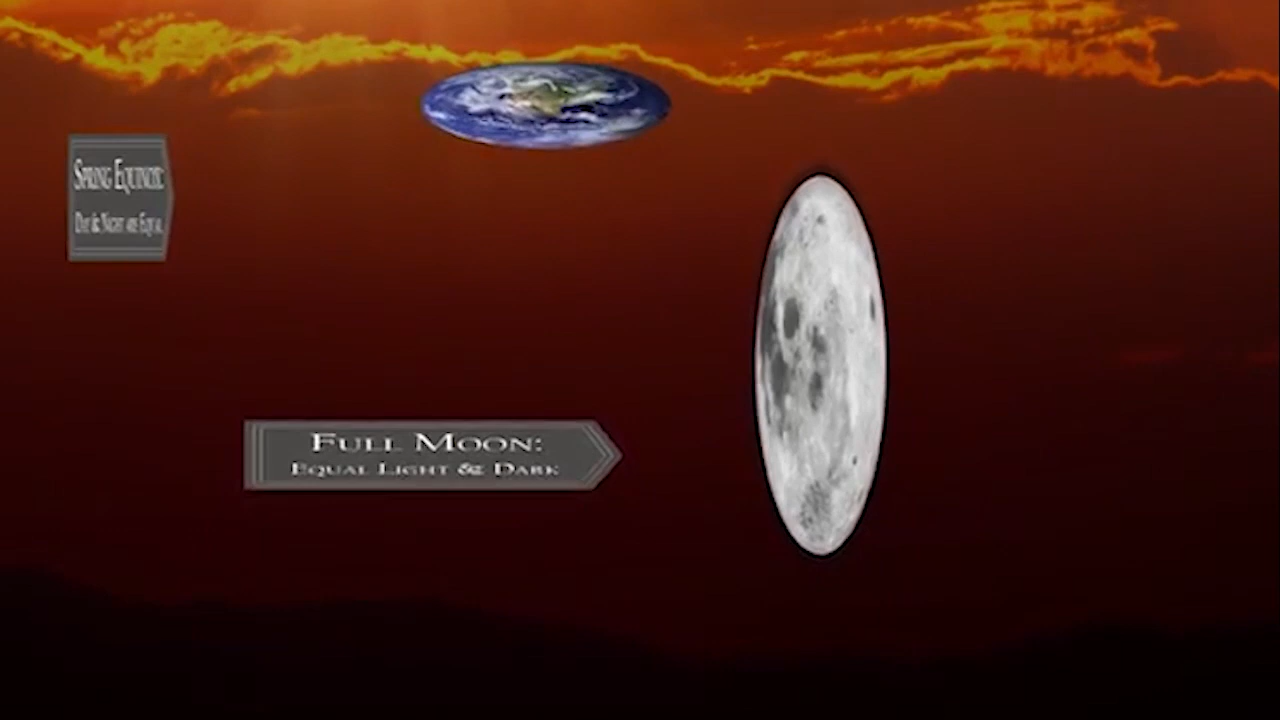 Spring Equinox:
Day & Night are Equal
Full Moon:
Equal Light & Dark